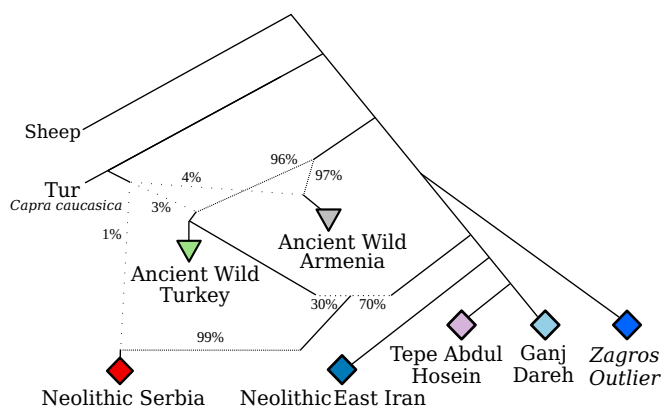 Sheep
96%
97%
4%
Tur
Capra caucasica
3%
1%
Ancient Wild
Armenia
Ancient Wild
Turkey
30%
70%
99%
Tepe Abdul
Hosein
Ganj
Dareh
Zagros
Outlier
Neolithic Serbia
Neolithic East Iran